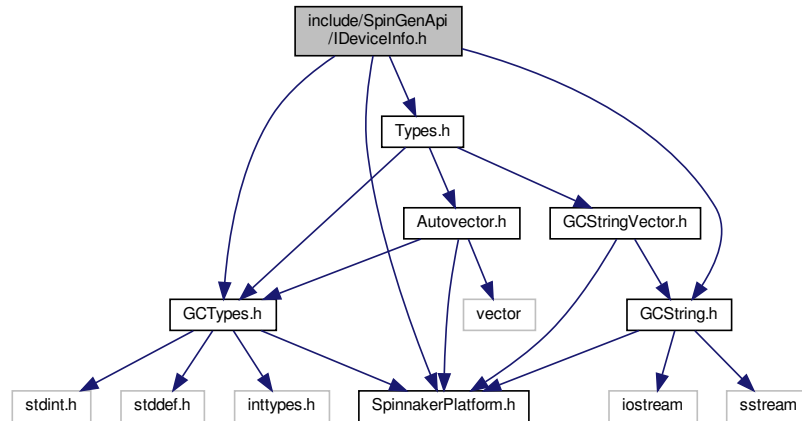 include/SpinGenApi
/IDeviceInfo.h
Types.h
Autovector.h
GCStringVector.h
GCTypes.h
vector
GCString.h
stdint.h
stddef.h
inttypes.h
SpinnakerPlatform.h
iostream
sstream